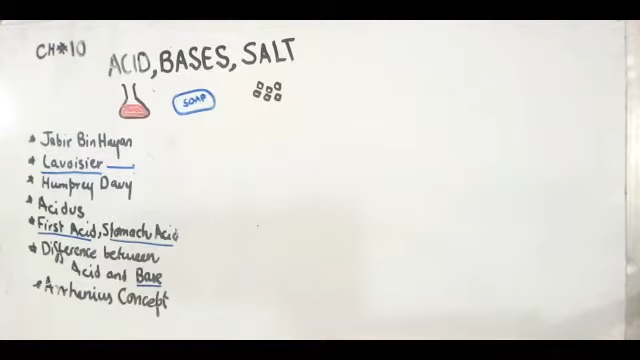 CH*10
ACID, BASES, SALT
SOAP
* Jabir Bin Hayan
* Lavoisier
* Humprey Davy
* Acidus
* First Acid, Stomach Acid
* Difference between
Acid and Base
* Arrhenius Concept